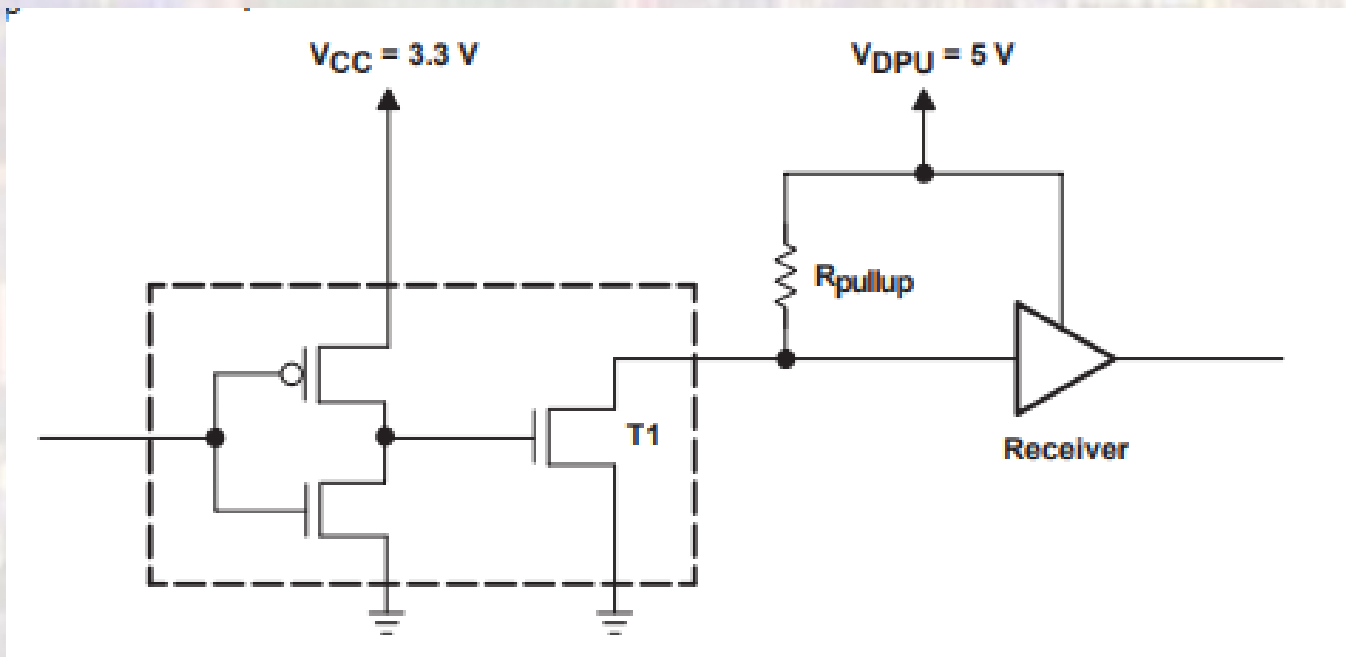 VCC = 3.3 V
VDPU = 5 V
Rpullup
T1
Receiver